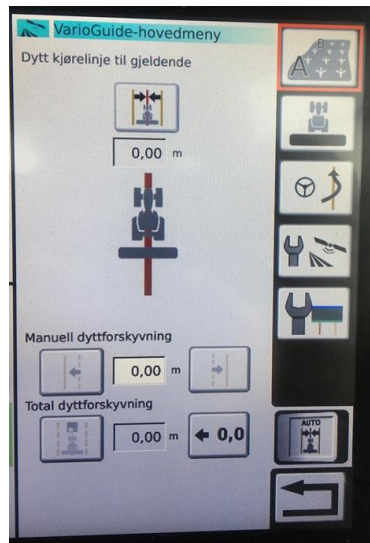 VarioGuide-hovedmeny
Dytt kjørelinje til gjeldende
0,00 m
Manuell dyttforskyvning
0,00 m
Total dyttforskyvning
0,00 m
0,0
A B
AUTO